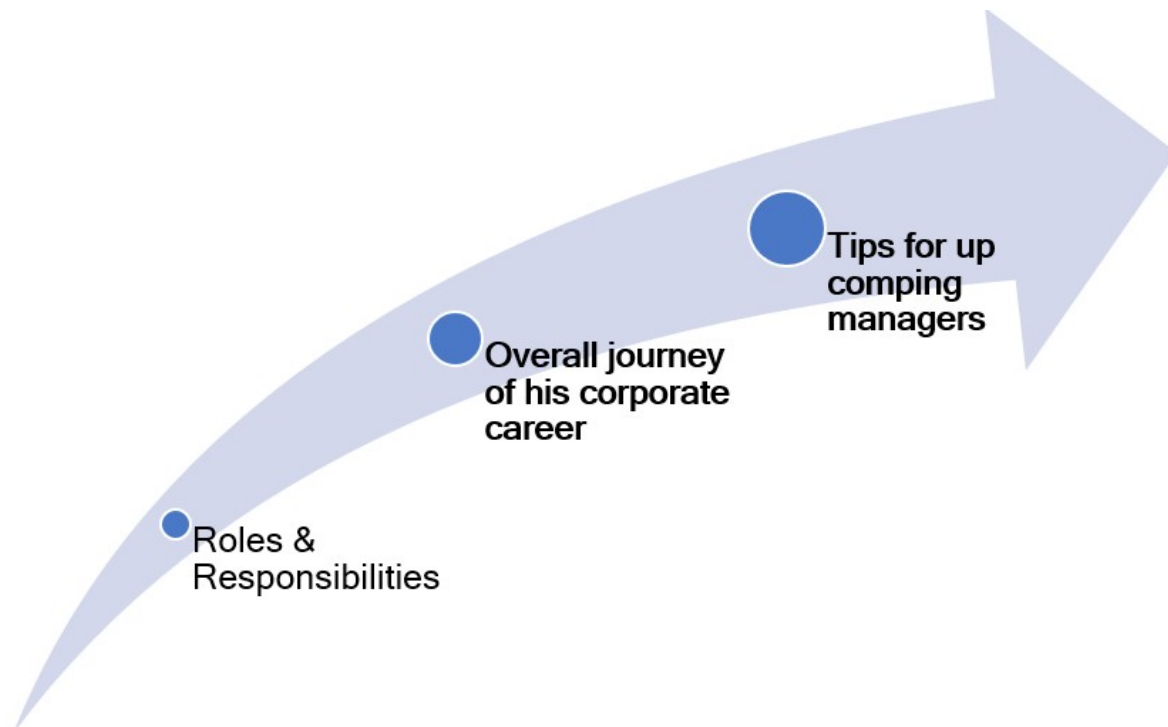 Tips for up
comping
managers
Overall journey
of his corporate
career
Roles &
Responsibilities